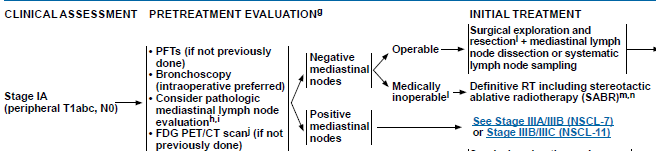 CLINICAL ASSESSMENT PRETREATMENT EVALUATIONg INITIAL TREATMENT
Stage IA
(peripheral T1abc, N0)
• PFTs (if not previously
done)
• Bronchoscopy
(intraoperative preferred)
• Consider pathologic
mediastinal lymph node
evaluationh,i
• FDG PET/CT scanj (if not
previously done)
Negative
mediastinal
nodes
Positive
mediastinal
nodes
Operable
Medically
inoperablel
Surgical exploration and
resectionl + mediastinal lymph
node dissection or systematic
lymph node sampling
Definitive RT including stereotactic
ablative radiotherapy (SABR)m,n
See Stage IIIA/IIIB (NSCL-7)
or Stage IIIB/IIIC (NSCL-11)